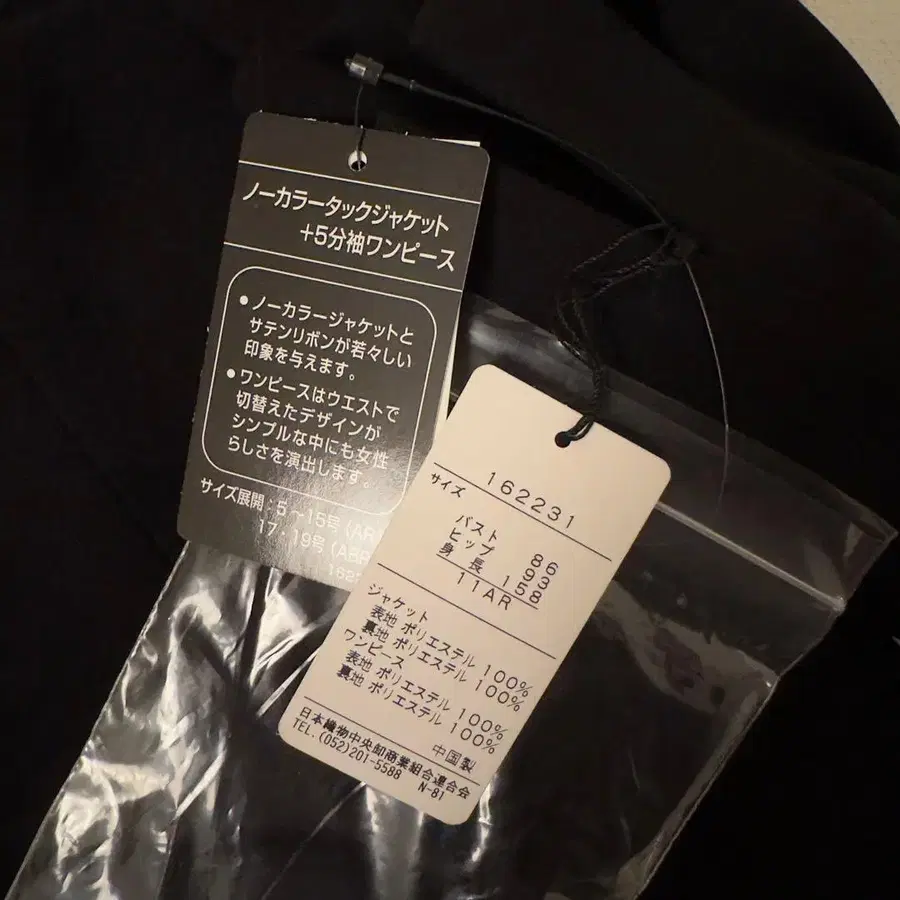 ノーカラータックジャケット
+5分袖ワンピース
●ノーカラージャケットと
サテンリボンが若々しい
印象を与えます。
●ワンピースはウエストで
切替えたデザインが
シンプルな中にも女性
らしさを演出します。
サイズ展開：5〜15号(AR
17・19号(ABR
162231
サイズ
バスト 86
ヒップ 93
身長 158
11AR
ジャケット
表地 ポリエステル 100%
裏地 ポリエステル 100%
ワンピース
表地 ポリエステル 100%
裏地 ポリエステル 100%
中国製
日本織物中央卸商業組合連合会
TEL.(052)201-5588 N-81